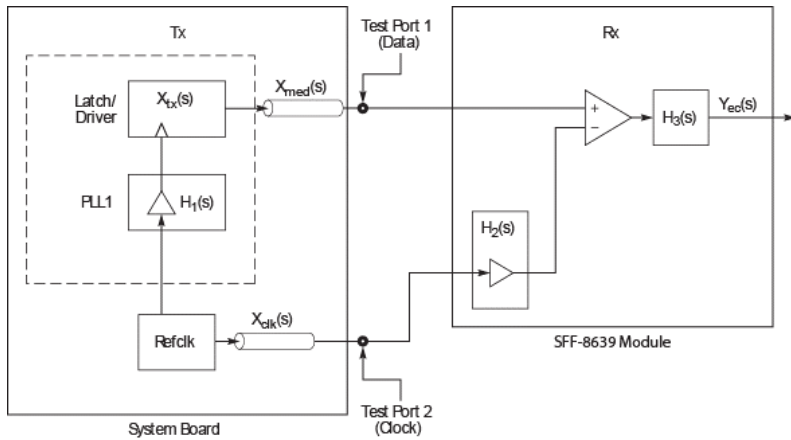 Tx
Test Port 1
(Data)
Rx
Latch/
Driver
Xtx(s)
Xmed(s)
+
−
H3(s)
Yec(s)
PLL1
H1(s)
H2(s)
Refclk
Xclk(s)
SFF-8639 Module
Test Port 2
(Clock)
System Board